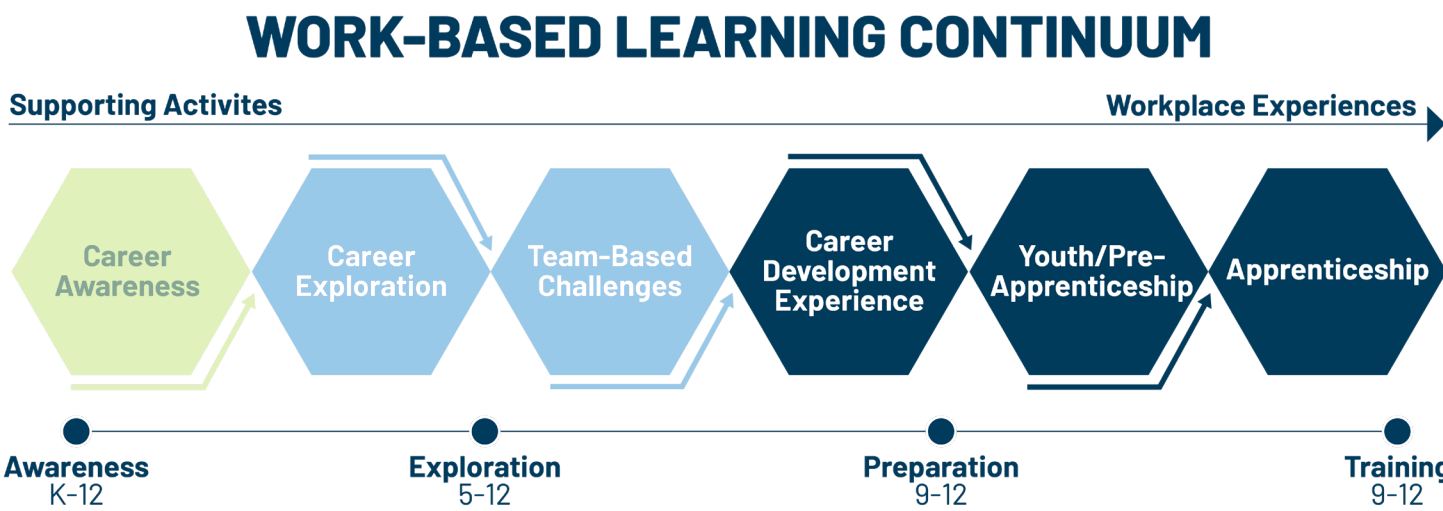 WORK-BASED LEARNING CONTINUUM
Supporting Activites
Workplace Experiences
Career
Awareness
Career
Exploration
Team-Based
Challenges
Career
Development
Experience
Youth/Pre-
Apprenticeship
Apprenticeship
Awareness
K-12
Exploration
5-12
Preparation
9-12
Training
9-12